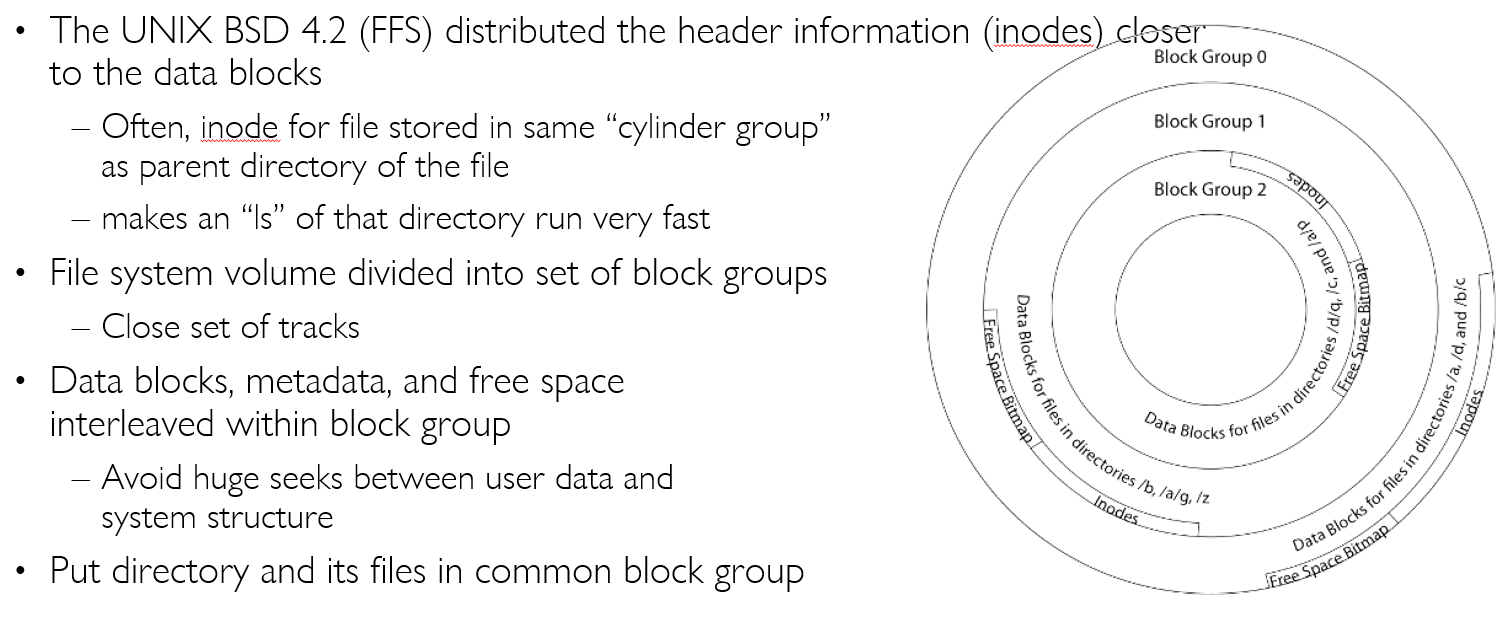 • The UNIX BSD 4.2 (FFS) distributed the header information (inodes) closer
to the data blocks
– Often, inode for file stored in same “cylinder group”
as parent directory of the file
– makes an “ls” of that directory run very fast
• File system volume divided into set of block groups
– Close set of tracks
• Data blocks, metadata, and free space
interleaved within block group
– Avoid huge seeks between user data and
system structure
• Put directory and its files in common block group
Block Group 0
Block Group 1
Block Group 2
Inodes
Data Blocks for files in directories /d/q, /c, and /a/p
Free Space Bitmap
Data Blocks for files in directories /b, /a/g, /z
Free Space Bitmap
Inodes
Data Blocks for files in directories /a, /d, and /b/c
Inodes
Free Space Bitmap